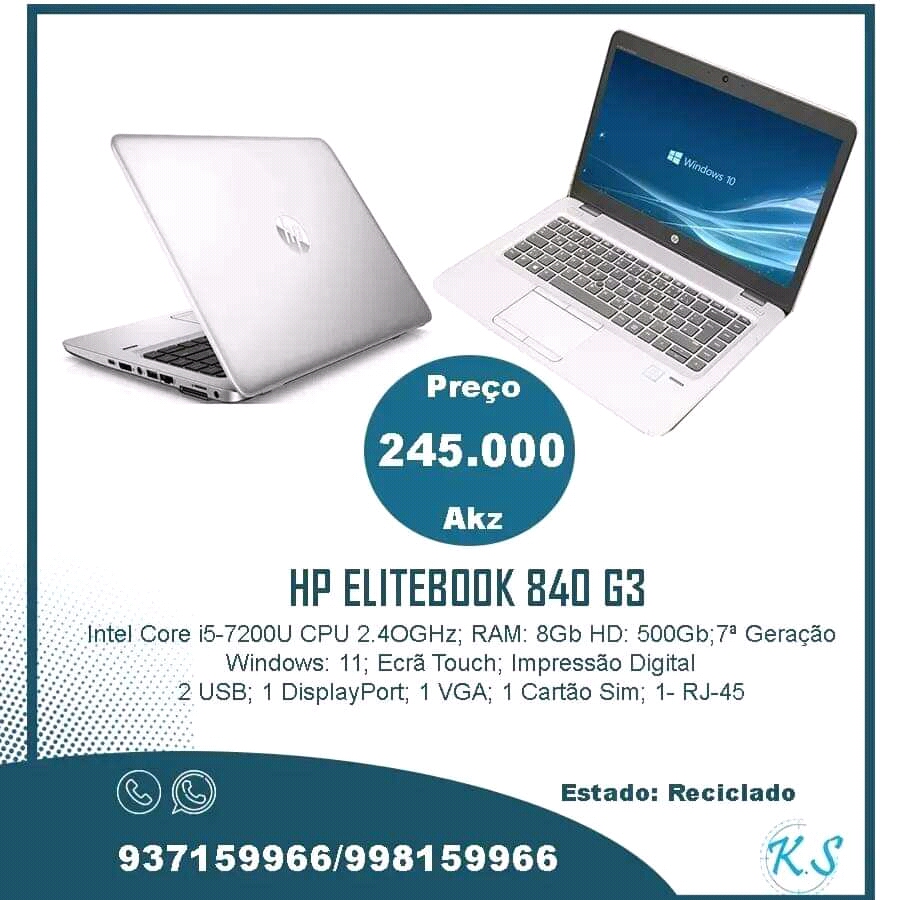 Windows 10
Preço
245.000
Akz
HP ELITEBOOK 840 G3
Intel Core i5-7200U CPU 2.4OGHz; RAM: 8Gb HD: 500Gb;7ª Geração
Windows: 11; Ecrã Touch; Impressão Digital
2 USB; 1 DisplayPort; 1 VGA; 1 Cartão Sim; 1- RJ-45
Estado: Reciclado
937159966/998159966
K.S